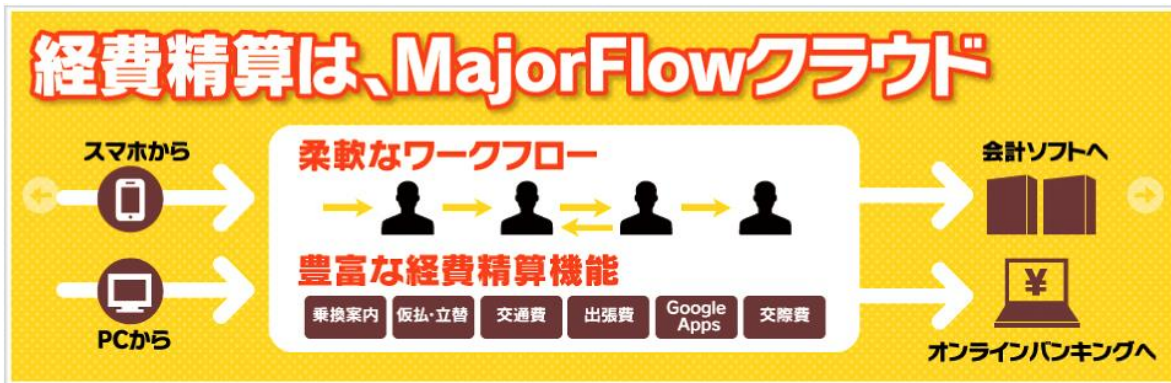 経費精算は、MajorFlowクラウド
スマホから
柔軟なワークフロー
会計ソフトへ
豊富な経費精算機能
乗換案内
仮払・立替
交通費
出張費
Google
Apps
交際費
¥
PCから
オンラインバンキングへ